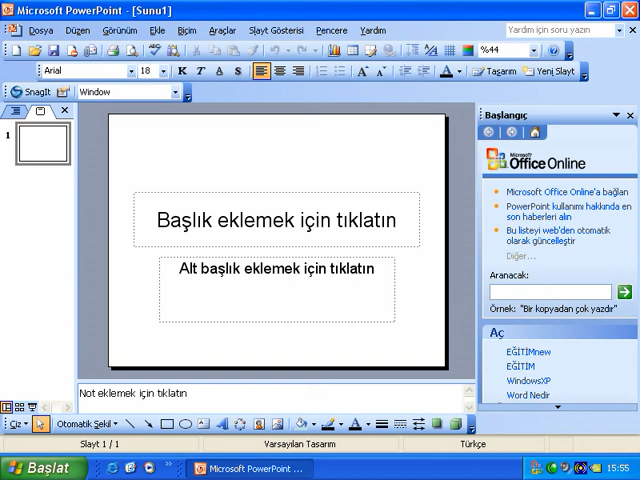 Microsoft PowerPoint - [Sunu1]
Dosya Düzen Görünüm Ekle Biçim Araçlar Slayt Gösterisi Pencere Yardım Yardım için soru yazın
%44
Arial 18 K T A S Tasarım Yeni Slayt
SnagIt Window
1
Başlık eklemek için tıklatın
Alt başlık eklemek için tıklatın
Not eklemek için tıklatın
Başlangıç
Microsoft Office Online
Microsoft Office Online'a bağlan
PowerPoint kullanımı hakkında en
son haberleri alın
Bu listeyi web'den otomatik
olarak güncelleştir
Diğer...
Aranacak:
Örnek: "Bir kopyadan çok yazdır"
Aç
EĞİTİMnew
EĞİTİM
WindowsXP
Word Nedir
Çiz Otomatik Şekil
Slayt 1 / 1 Varsayılan Tasarım Türkçe
Başlat Microsoft PowerPoint ... 15:55